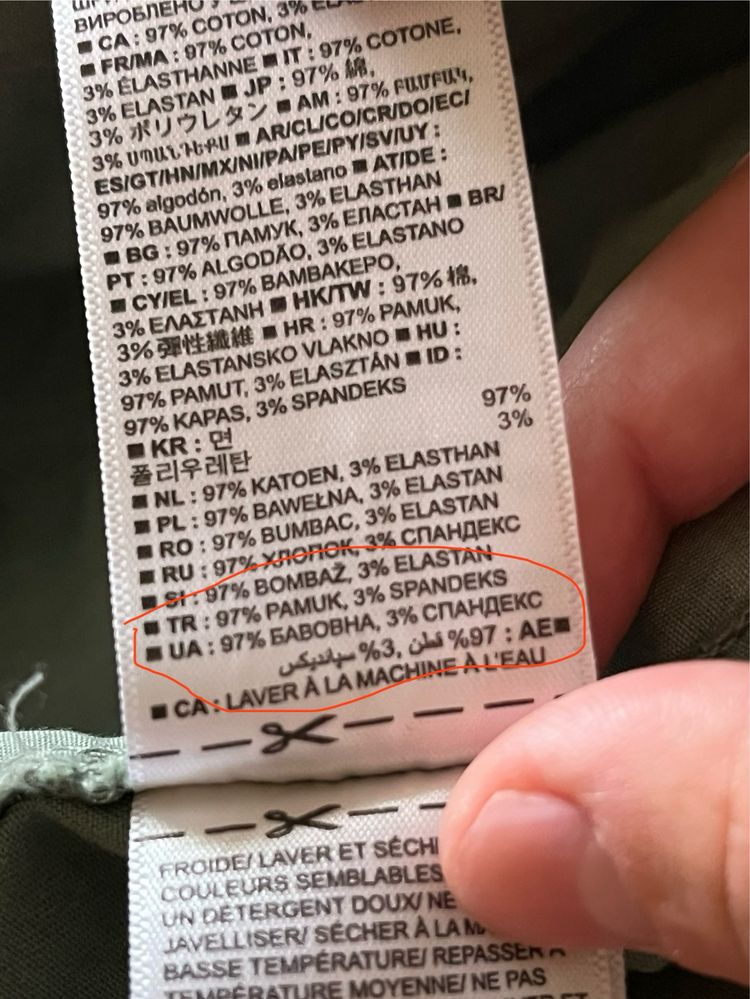 ВИРОБЛЕНО У
■ CA : 97% COTON, 3% ELAST
■ FR/MA : 97% COTON,
3% ÉLASTHANNE ■ IT : 97% COTONE,
3% ELASTAN ■ JP : 97% 綿,
3% ポリウレタン ■ AM : 97% ԲԱՄԲԱԿ,
3% ՍՊԱՆԴԵՔՍ ■ AR/CL/CO/CR/DO/EC/
ES/GT/HN/MX/NI/PA/PE/PY/SV/UY :
97% algodón, 3% elastano ■ AT/DE :
97% BAUMWOLLE, 3% ELASTHAN
■ BG : 97% ПАМУК, 3% ЕЛАСТАН ■ BR/
PT : 97% ALGODÃO, 3% ELASTANO
■ CY/EL : 97% ΒΑΜΒΑΚΕΡΟ,
3% ΕΛΑΣΤΑΝΗ ■ HK/TW : 97% 棉,
3% 彈性纖維 ■ HR : 97% PAMUK,
3% ELASTANSKO VLAKNO ■ HU :
97% PAMUT, 3% ELASZTÁN ■ ID :
97% KAPAS, 3% SPANDEKS
■ KR : 면 97%
폴리우레탄 3%
■ NL : 97% KATOEN, 3% ELASTHAN
■ PL : 97% BAWEŁNA, 3% ELASTAN
■ RO : 97% BUMBAC, 3% ELASTAN
■ RU : 97% ХЛОПОК, 3% СПАНДЕКС
■ SI : 97% BOMBAŽ, 3% ELASTAN
■ TR : 97% PAMUK, 3% SPANDEKS
■ UA : 97% БАВОВНА, 3% СПАНДЕКС
■AE : 97% قطن, 3% سباندیکس
■ CA : LAVER À LA MACHINE À L'EAU
FROIDE/ LAVER ET SÉCH
COULEURS SEMBLABLES
UN DÉTERGENT DOUX/ NE
JAVELLISER/ SÉCHER À LA
BASSE TEMPÉRATURE/ REPASSER
TEMPÉRATURE MOYENNE/ NE PAS